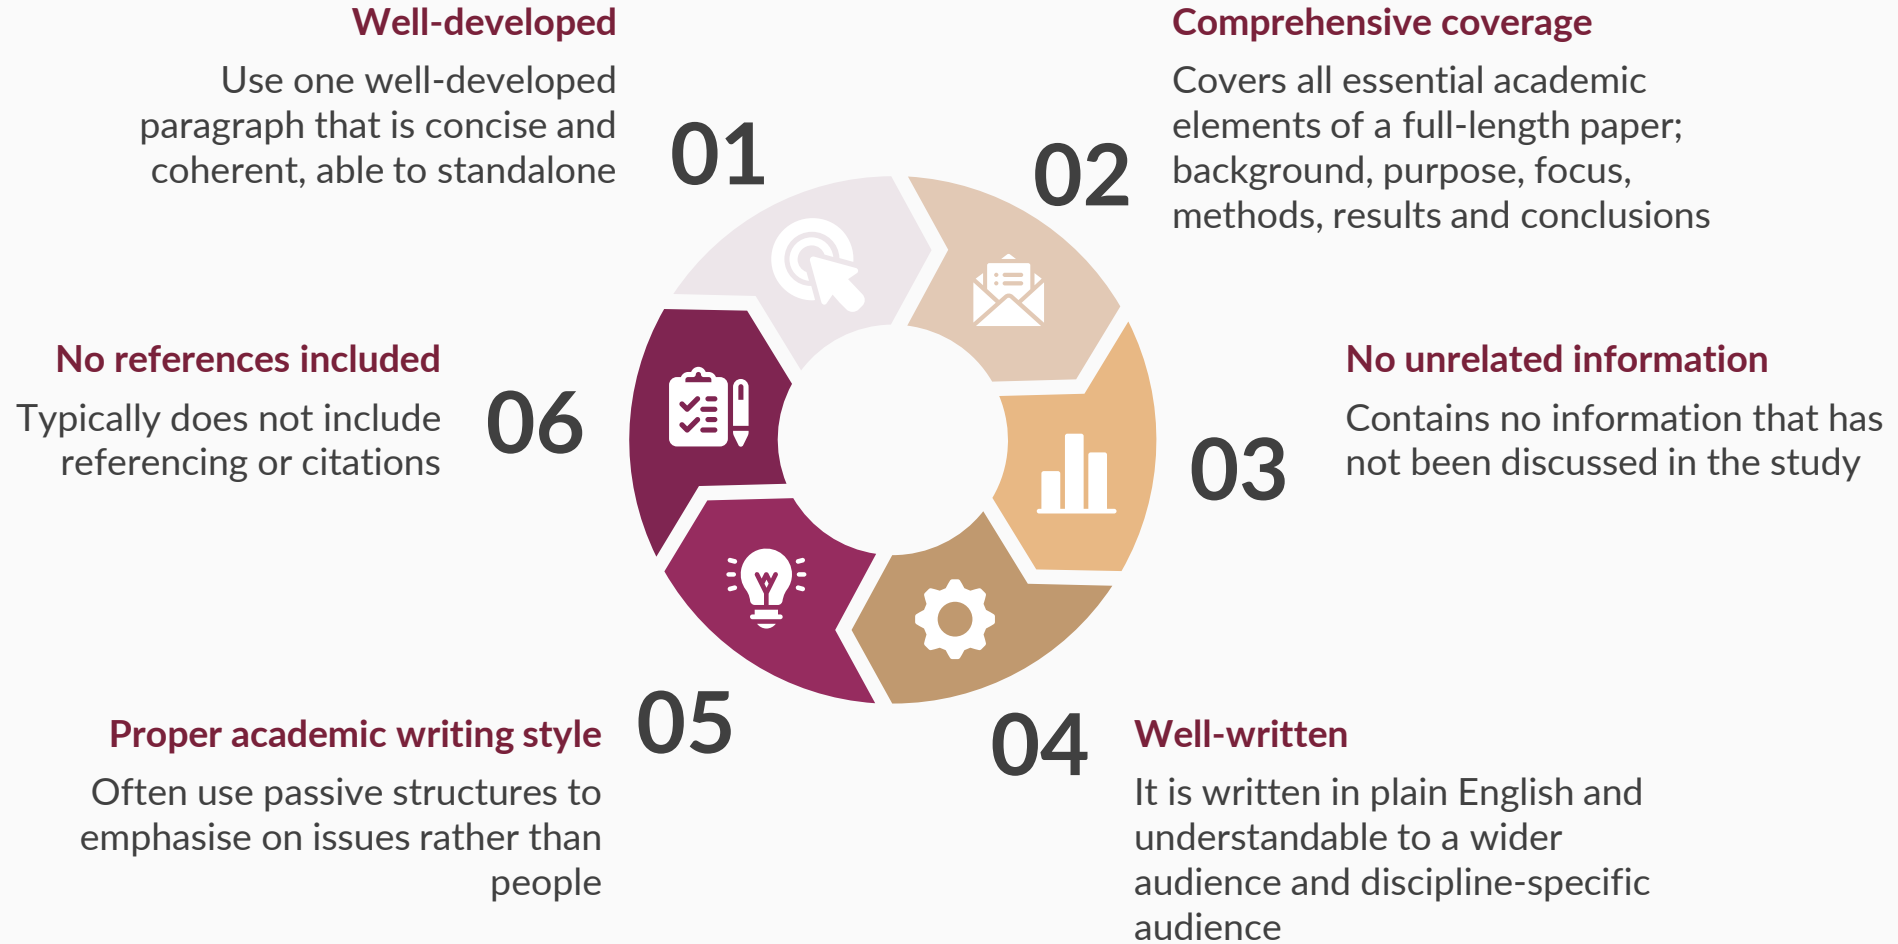 01
Well-developed
Use one well-developed
paragraph that is concise and
coherent, able to standalone
02
Comprehensive coverage
Covers all essential academic
elements of a full-length paper;
background, purpose, focus,
methods, results and conclusions
03
No unrelated information
Contains no information that has
not been discussed in the study
04
Well-written
It is written in plain English and
understandable to a wider
audience and discipline-specific
audience
05
Proper academic writing style
Often use passive structures to
emphasise on issues rather than
people
06
No references included
Typically does not include
referencing or citations